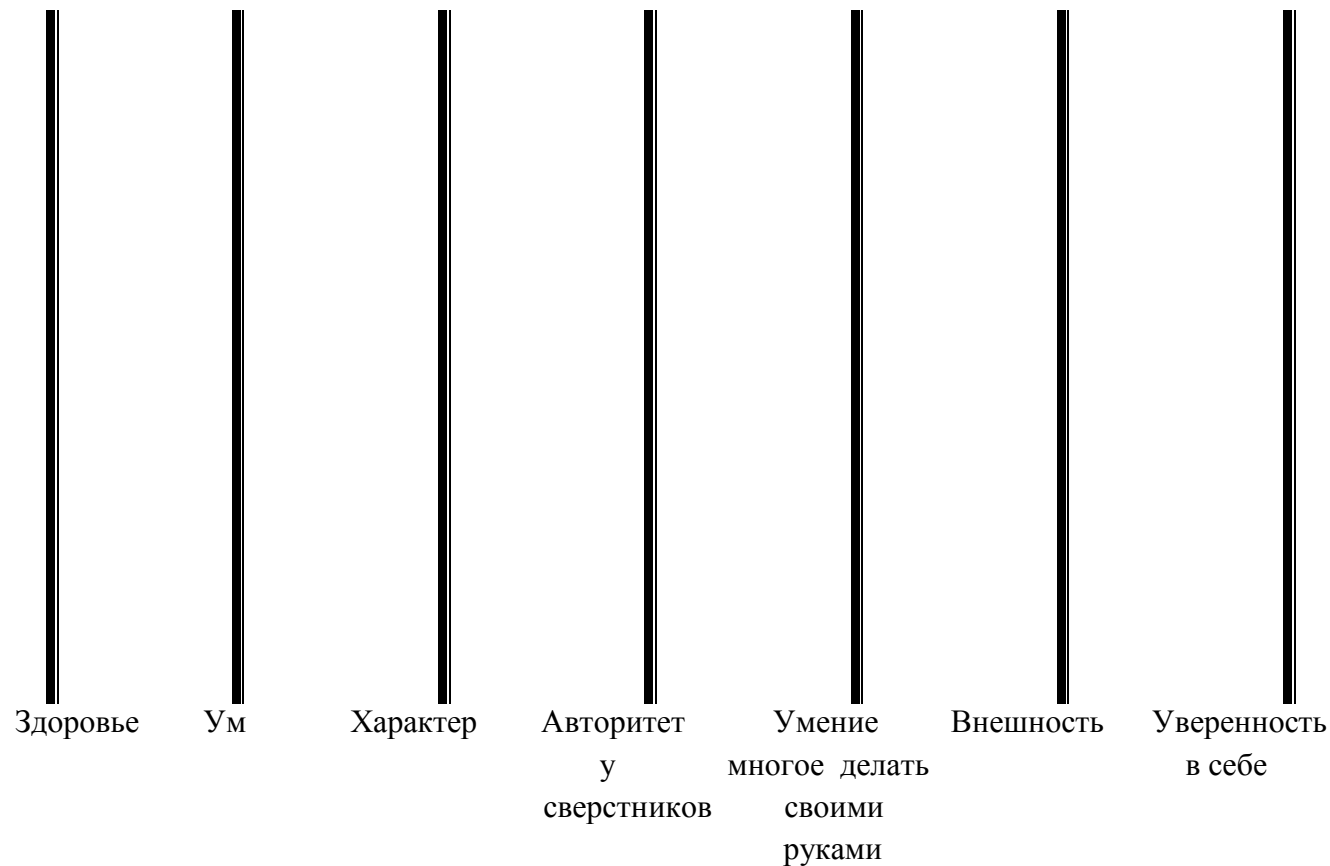 Здоровье Ум Характер Авторитет Умение Внешность Уверенность
у многое делать в себе
сверстников своими
руками